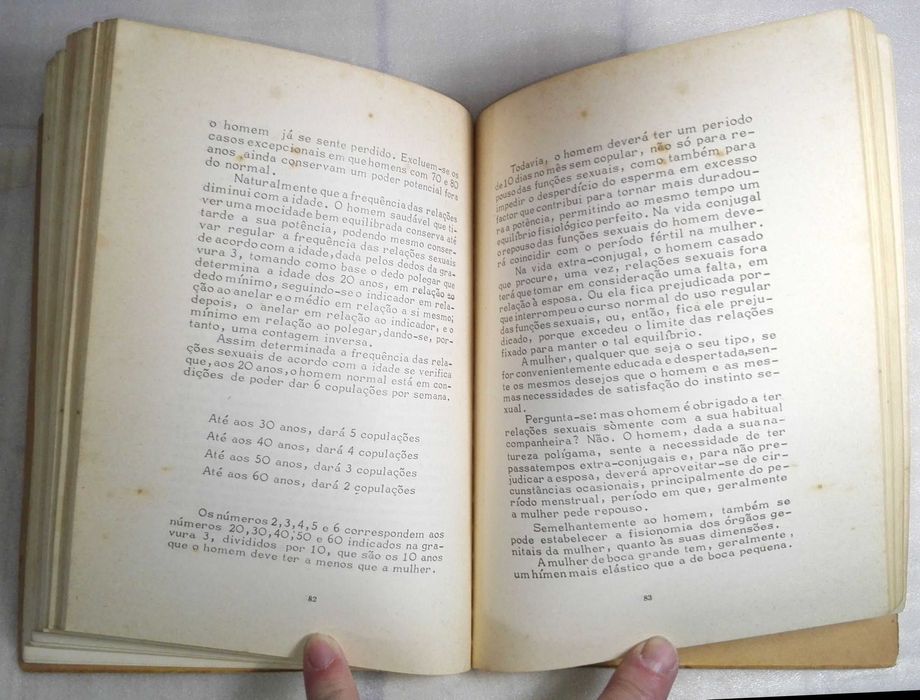 o homem já se sente perdido. Excluem-se os
casos excepcionais em que homens com 70 e 80
anos, ainda conservam um poder potencial fora
do normal.
Naturalmente que a frequência das relações
diminui com a idade. O homem saudável que ti-
ver uma mocidade bem equilibrada conserva até
tarde a sua potência, podendo mesmo conser-
var regular a frequência das relações sexuais
de acordo com a idade, dada pelos dedos da gra-
vura 3, tomando como base o dedo polegar que
determina a idade dos 20 anos, em relação ao
dedo mínimo, seguindo-se o indicador em rela-
ção ao anelar e o médio em relação a si mesmo;
depois, o anelar em relação ao indicador, e o
mínimo em relação ao polegar, dando-se, por-
tanto, uma contagem inversa.
Assim determinada a frequência das rela-
ções sexuais de acordo com a idade se verifica
que, aos 20 anos, o homem normal está em con-
dições de poder dar 6 copulações por semana.
Até aos 30 anos, dará 5 copulações
Até aos 40 anos, dará 4 copulações
Até aos 50 anos, dará 3 copulações
Até aos 60 anos, dará 2 copulações
Os números 2,3,4,5 e 6 correspondem aos
números 20,30,40,50 e 60 indicados na gra-
vura 3, divididos por 10, que são os 10 anos
que o homem deve ter a menos que a mulher.
82
Todavia, o homem deverá ter um periodo
de 10 dias no mês sem copular, não só para re-
pouso das funções sexuais, como também para
impedir o desperdício do esperma em excesso
factor que contribui para tornar mais duradou-
ra a potência, permitindo ao mesmo tempo um
equilíbrio fisiológico perfeito. Na vida conjugal
o repouso das funções sexuais do homem deve-
rá coincidir com o período fértil na mulher.
Na vida extra-conjugal, o homem casado
que procure, uma vez, relações sexuais fora
terá que tomar em consideração uma falta, em
relação à esposa. Ou ela fica prejudicada por-
que interrompeu o curso normal do uso regular
das funções sexuais, ou, então, fica ele preju-
dicado, porque excedeu o limite das relações
fixado para manter o tal equilíbrio.
A mulher, qualquer que seja o seu tipo, se
for convenientemente educada e despertada, sen-
te os mesmos desejos que o homem e as mes-
mas necessidades de satisfação do instinto se-
xual.
Pergunta-se: mas o homem é obrigado a ter
relações sexuais sòmente com a sua habitual
companheira? Não. O homem, dada a sua na-
tureza polígama, sente a necessidade de ter
passatempos extra-conjugais e, para não pre-
judicar a esposa, deverá aproveitar-se de cir-
cunstâncias ocasionais, principalmente do pe-
ríodo menstrual, período em que, geralmente
a mulher pede repouso.
Semelhantemente ao homem, também se
pode estabelecer a fisionomia dos órgãos ge-
nitais da mulher, quanto às suas dimensões.
A mulher de boca grande tem, geralmente,
um hímen mais elástico que a de boca pequena.
83